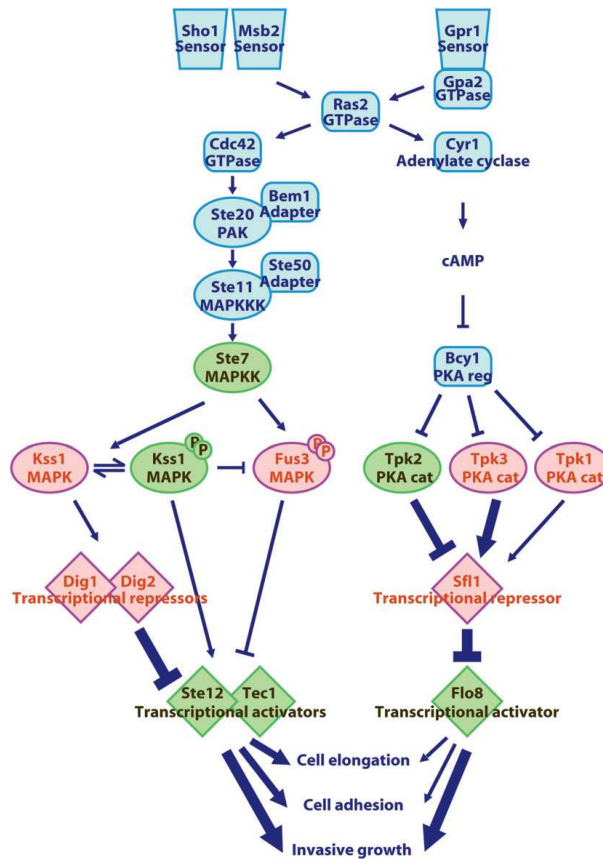 Sho1 Msb2 Gpr1
Sensor Sensor Sensor
Gpa2
GTPase
Ras2
GTPase
Cdc42
GTPase
Cyr1
Adenylate cyclase
Bem1
Adapter
Ste20
PAK
cAMP
Ste50
Adapter
Ste11
MAPKKK
Ste7
MAPKK
Bcy1
PKA reg
P P
P P
Kss1 Kss1 Fus3 Tpk2 Tpk3 Tpk1
MAPK MAPK MAPK PKA cat PKA cat PKA cat
Dig1 Dig2 Sfl1
Transcriptional repressors Transcriptional repressor
Ste12 Tec1 Flo8
Transcriptional activators Transcriptional activator
Cell elongation
Cell adhesion
Invasive growth